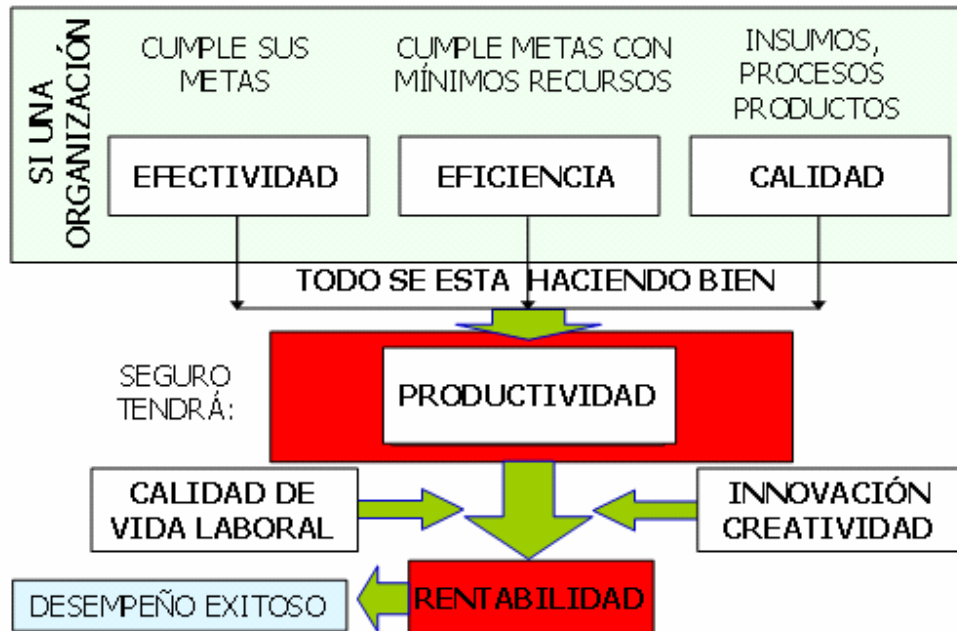 SI UNA
ORGANIZACIÓN
CUMPLE SUS
METAS
CUMPLE METAS CON
MÍNIMOS RECURSOS
INSUMOS,
PROCESOS
PRODUCTOS
EFECTIVIDAD
EFICIENCIA
CALIDAD
TODO SE ESTA HACIENDO BIEN
SEGURO
TENDRÁ:
PRODUCTIVIDAD
CALIDAD DE
VIDA LABORAL
INNOVACIÓN
CREATIVIDAD
DESEMPEÑO EXITOSO
RENTABILIDAD